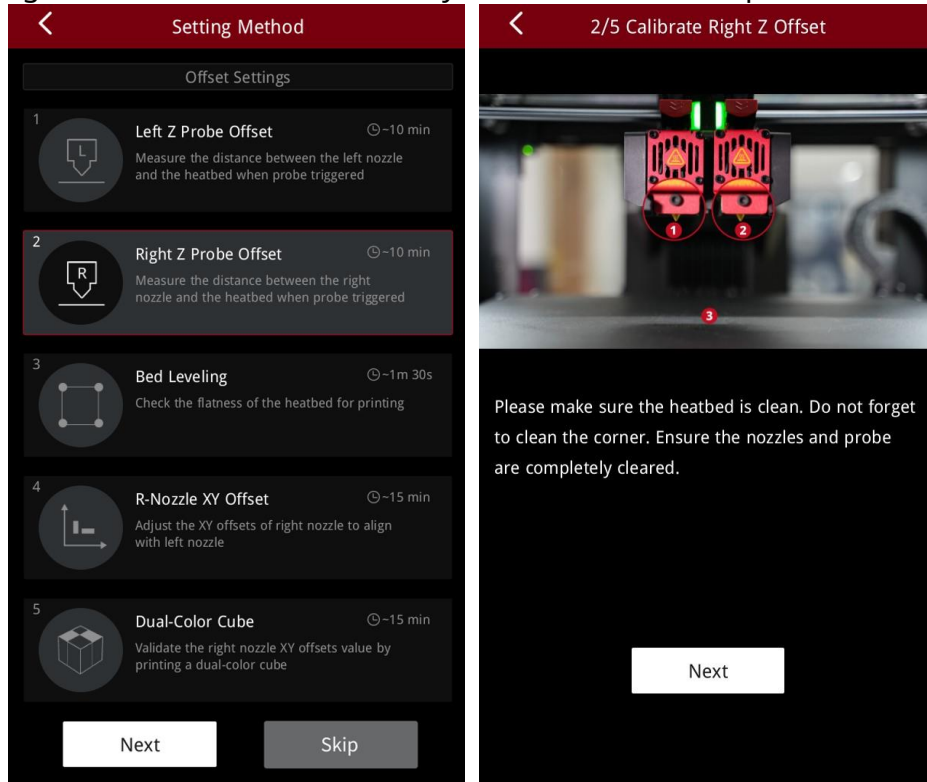 Setting Method
Offset Settings
1
L
Left Z Probe Offset
~10 min
Measure the distance between the left nozzle
and the heatbed when probe triggered
2
R
Right Z Probe Offset
~10 min
Measure the distance between the right
nozzle and the heatbed when probe triggered
3
Bed Leveling
~1m 30s
Check the flatness of the heatbed for printing
4
R-Nozzle XY Offset
~15 min
Adjust the XY offsets of right nozzle to align
with left nozzle
5
Dual-Color Cube
~15 min
Validate the right nozzle XY offsets value by
printing a dual-color cube
Next
Skip
2/5 Calibrate Right Z Offset
1
2
3
Please make sure the heatbed is clean. Do not forget
to clean the corner. Ensure the nozzles and probe
are completely cleared.
Next